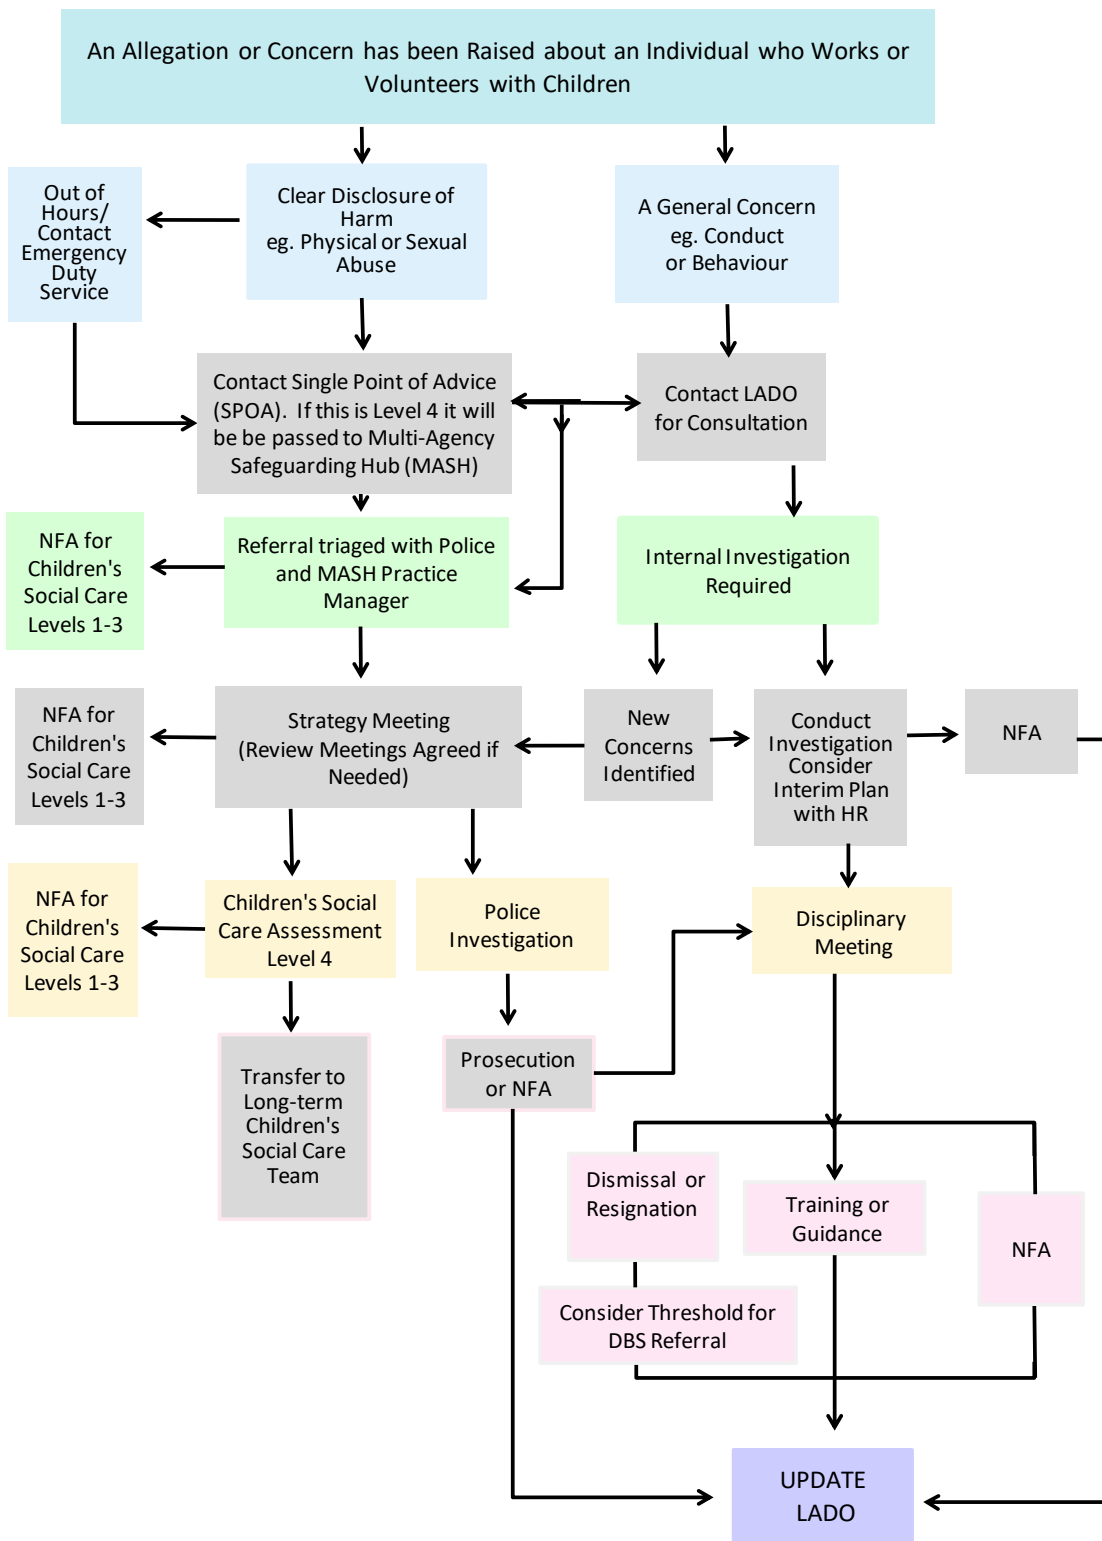 An Allegation or Concern has been Raised about an Individual who Works or
Volunteers with Children
Out of
Hours/
Contact
Emergency
Duty
Service
Clear Disclosure of
Harm
eg. Physical or Sexual
Abuse
A General Concern
eg. Conduct
or Behaviour
Contact Single Point of Advice
(SPOA). If this is Level 4 it will
be be passed to Multi-Agency
Safeguarding Hub (MASH)
Contact LADO
for Consultation
NFA for
Children's
Social Care
Levels 1-3
Referral triaged with Police
and MASH Practice
Manager
Internal Investigation
Required
NFA for
Children's
Social Care
Levels 1-3
Strategy Meeting
(Review Meetings Agreed if
Needed)
New
Concerns
Identified
Conduct
Investigation
Consider
Interim Plan
with HR
NFA
NFA for
Children's
Social Care
Levels 1-3
Children's Social
Care Assessment
Level 4
Police
Investigation
Disciplinary
Meeting
Transfer to
Long-term
Children's
Social Care
Team
Prosecution
or NFA
Dismissal or
Resignation
Training or
Guidance
NFA
Consider Threshold for
DBS Referral
UPDATE
LADO